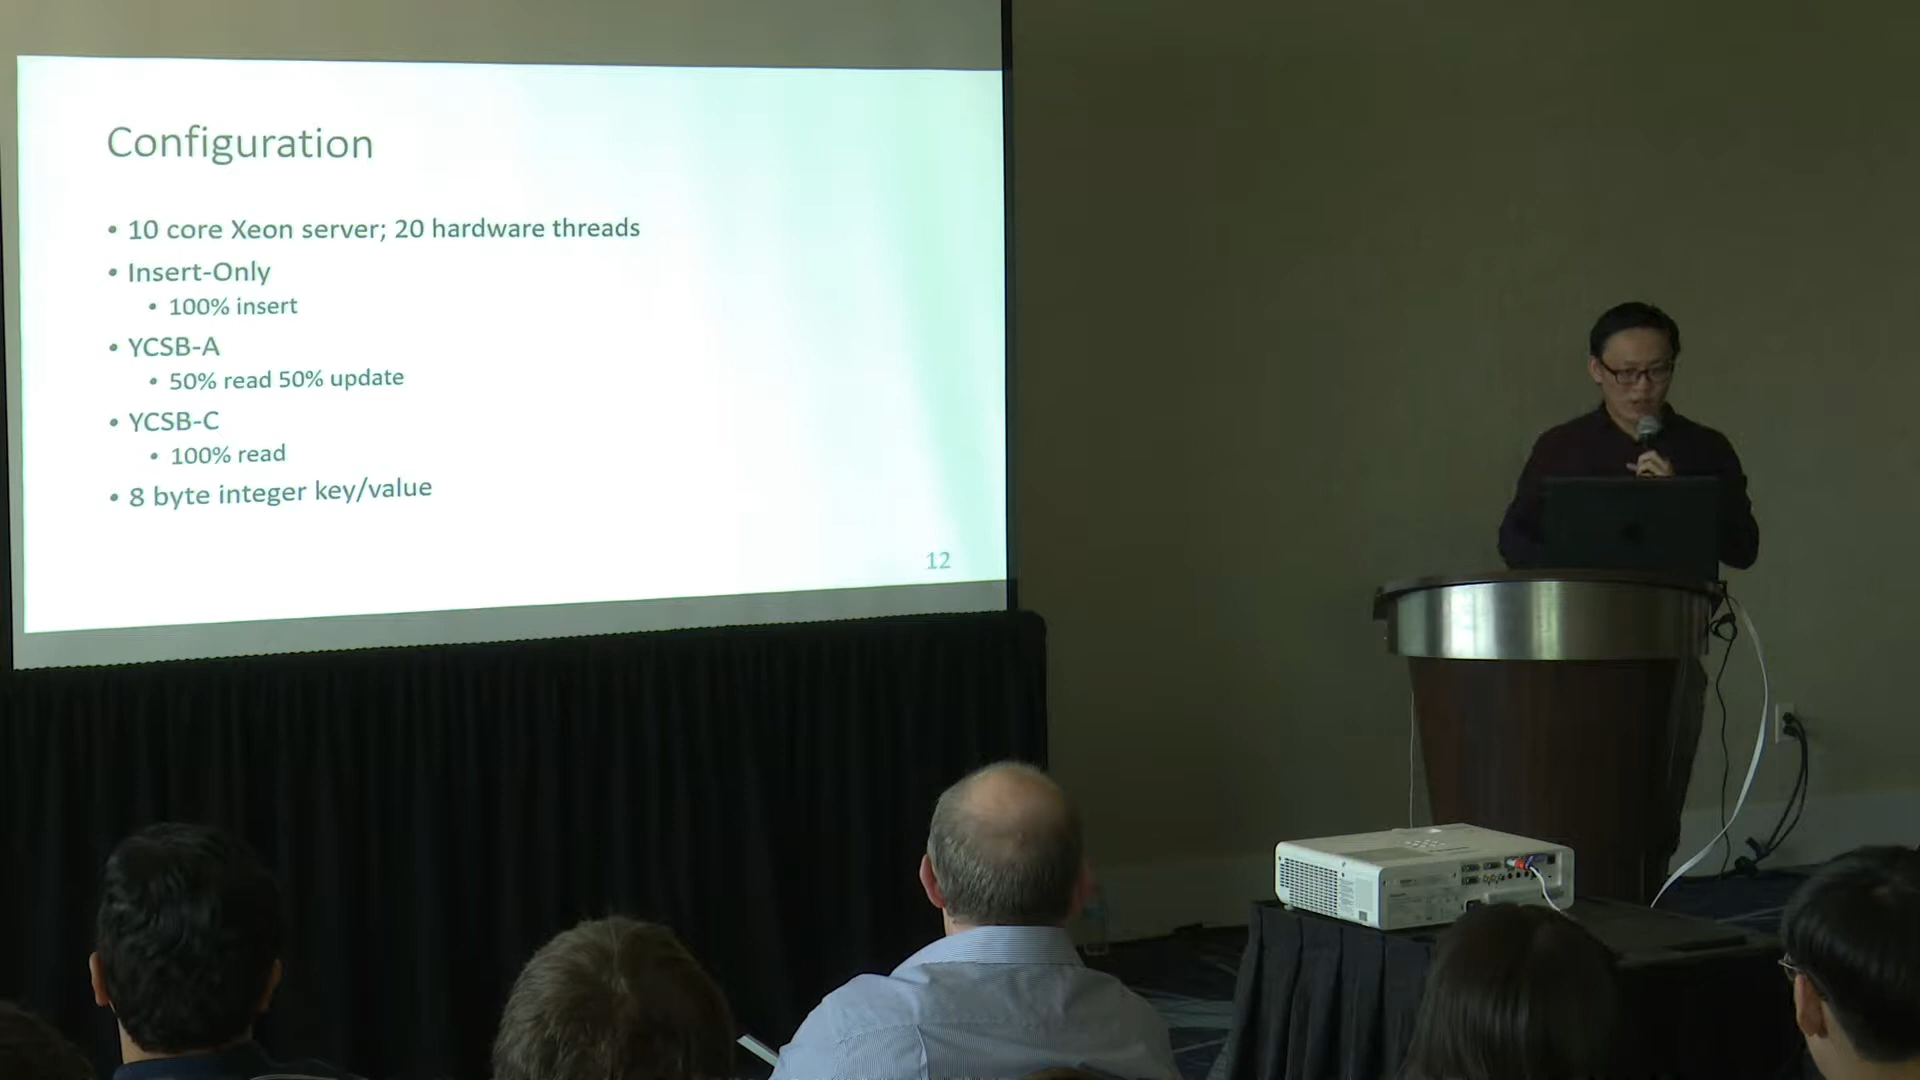 Configuration
• 10 core Xeon server; 20 hardware threads
• Insert-Only
• 100% insert
• YCSB-A
• 50% read 50% update
• YCSB-C
• 100% read
• 8 byte integer key/value
12